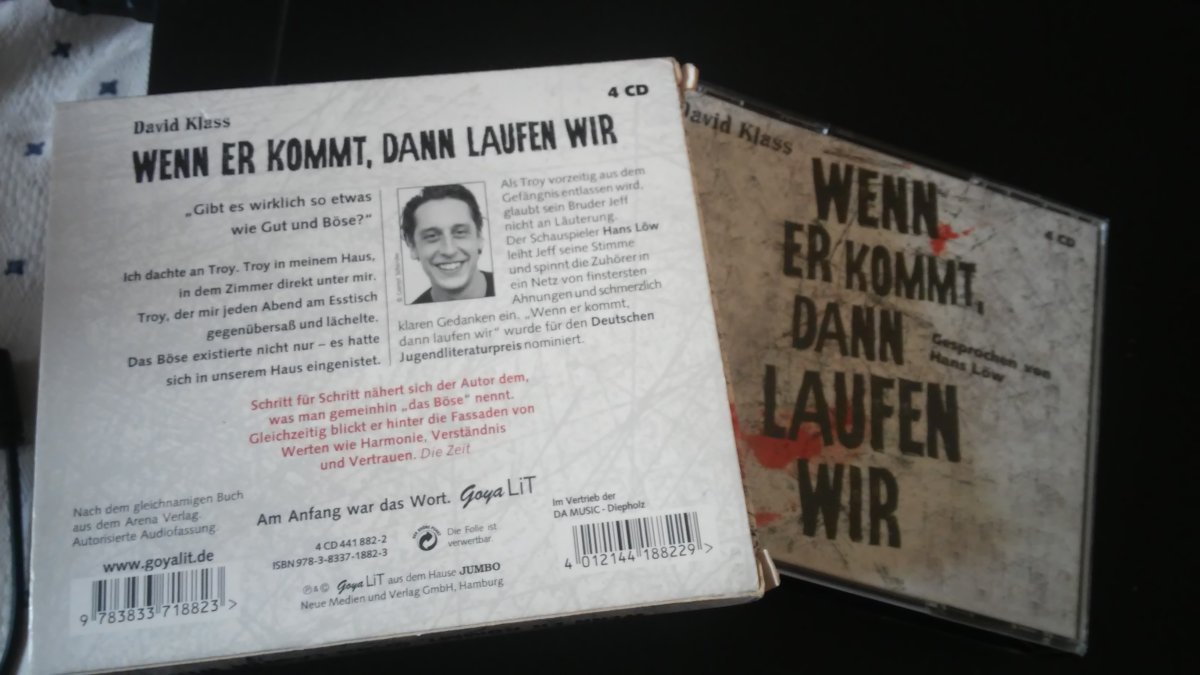 4 CD
David Klass
WENN ER KOMMT, DANN LAUFEN WIR
„Gibt es wirklich so etwas
wie Gut und Böse?“
Ich dachte an Troy. Troy in meinem Haus,
in dem Zimmer direkt unter mir.
Troy, der mir jeden Abend am Esstisch
gegenübersaß und lächelte.
Das Böse existierte nicht nur – es hatte
sich in unserem Haus eingenistet.
Als Troy vorzeitig aus dem
Gefängnis entlassen wird,
glaubt sein Bruder Jeff
nicht an Läuterung.
Der Schauspieler Hans Löw
leiht Jeff seine Stimme
und spinnt die Zuhörer in
ein Netz von finstersten
Ahnungen und schmerzlich
klaren Gedanken ein. „Wenn er kommt,
dann laufen wir“ wurde für den Deutschen
Jugendliteraturpreis nominiert.
Schritt für Schritt nähert sich der Autor dem,
was man gemeinhin „das Böse“ nennt.
Gleichzeitig blickt er hinter die Fassaden von
Werten wie Harmonie, Verständnis
und Vertrauen. Die Zeit
Nach dem gleichnamigen Buch
aus dem Arena Verlag.
Autorisierte Audiofassung.
www.goyalit.de
9 783833 718823 >
Am Anfang war das Wort. Goya LiT
4 CD 441 882-2
ISBN 978-3-8337-1882-3
Die Folie ist
verwertbar
℗ & © Goya LiT aus dem Hause JUMBO
Neue Medien und Verlag GmbH, Hamburg
Im Vertrieb der
DA MUSIC - Diepholz
4 012144 188229 >
David Klass
WENN
ER KOMMT,
DANN
LAUFEN
WIR
4 CD
Gesprochen von
Hans Löw